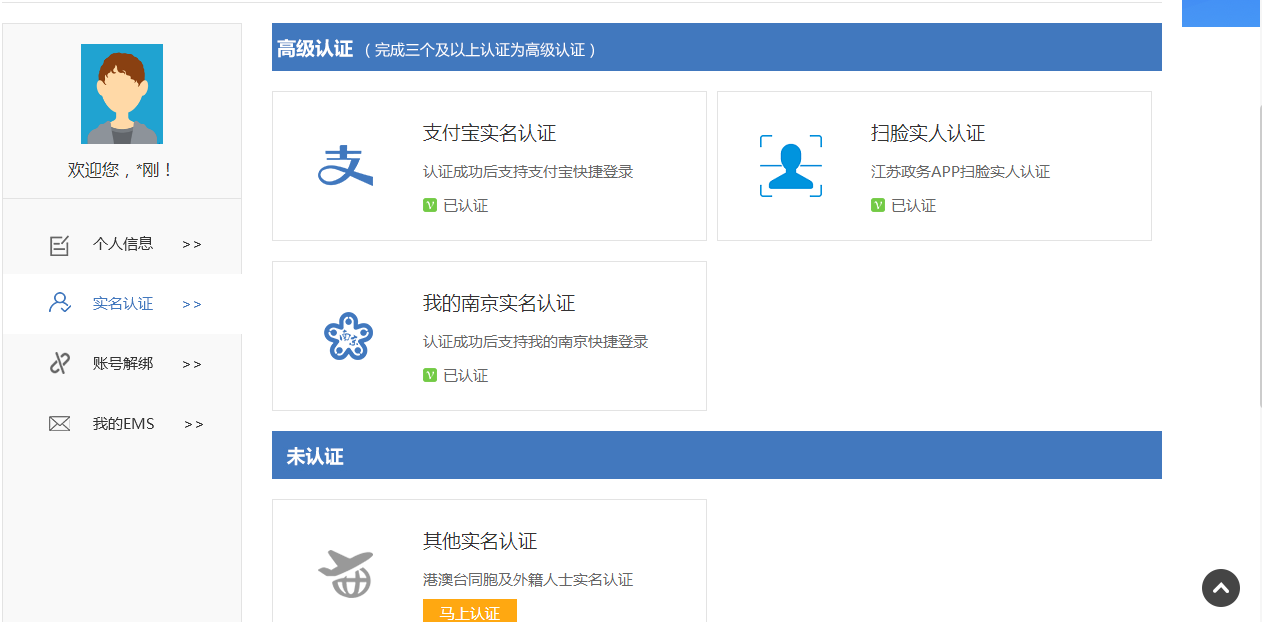 欢迎您，*刚！
个人信息 >>
实名认证 >>
账号解绑 >>
我的EMS >>
高级认证（完成三个及以上认证为高级认证）
支付宝实名认证
认证成功后支持支付宝快捷登录
V 已认证
扫脸实人认证
江苏政务APP扫脸实人认证
V 已认证
南京
我的南京实名认证
认证成功后支持我的南京快捷登录
V 已认证
未认证
其他实名认证
港澳台同胞及外籍人士实名认证
马上认证